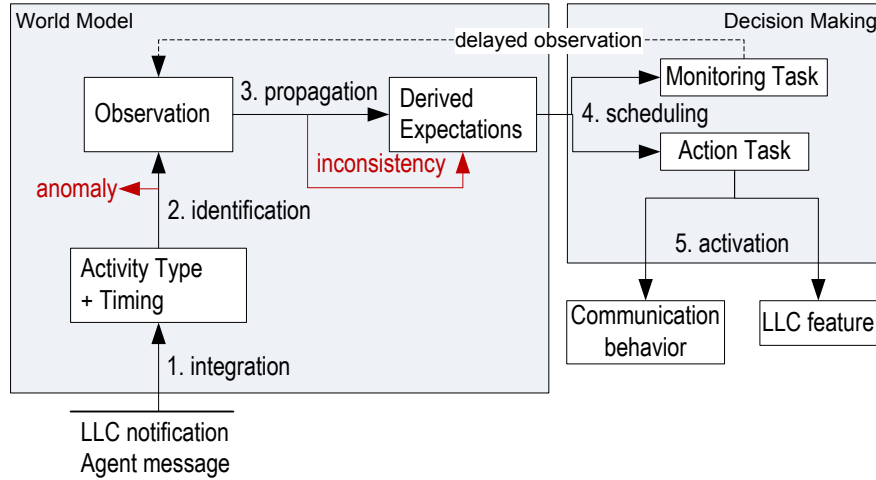 World Model
Decision Making
delayed observation
Monitoring Task
Observation
3. propagation
Derived
Expectations
4. scheduling
Action Task
inconsistency
anomaly
2. identification
Activity Type
+ Timing
5. activation
Communication
behavior
LLC feature
1. integration
LLC notification
Agent message